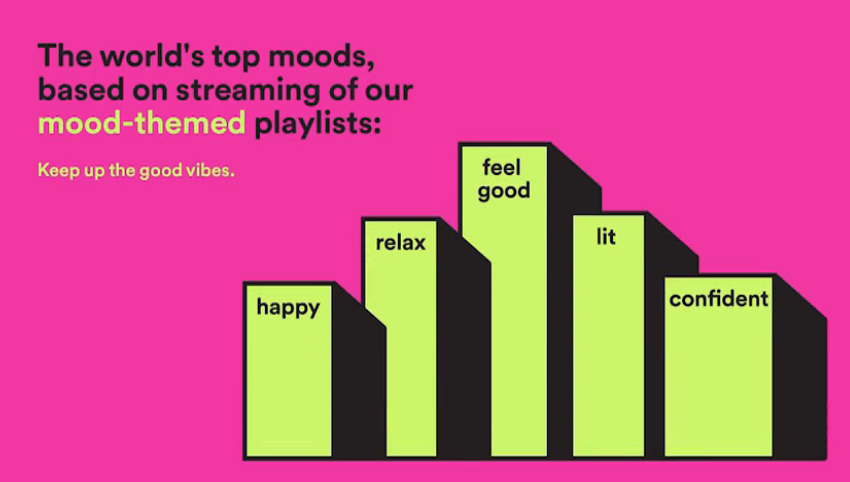 The world's top moods,
based on streaming of our
mood-themed playlists:
Keep up the good vibes.
feel
good
relax
lit
happy
confident